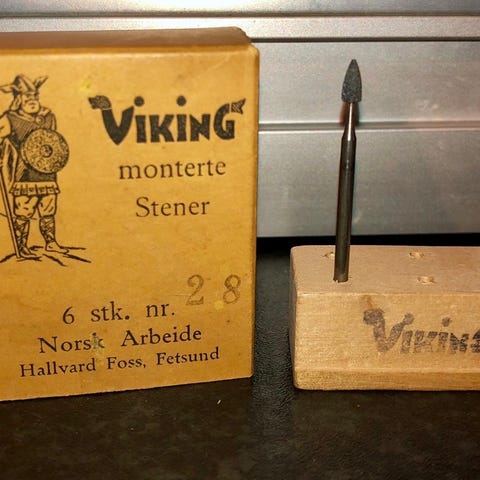 VIKING
monterte
Stener
6 stk. nr. 28
Norsk Arbeide
Hallvard Foss, Fetsund
VIKING